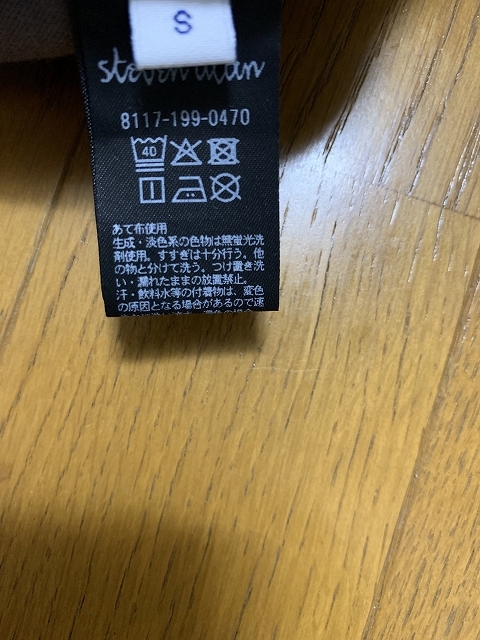 S
steven alan
8117-199-0470
40
あて布使用
生成・淡色系の色物は無蛍光洗
剤使用。すすぎは十分行う。他
の物と分けて洗う。つけ置き洗
い・濡れたままの放置禁止。
汗・飲料水等の付着物は、変色
の原因となる場合があるので速